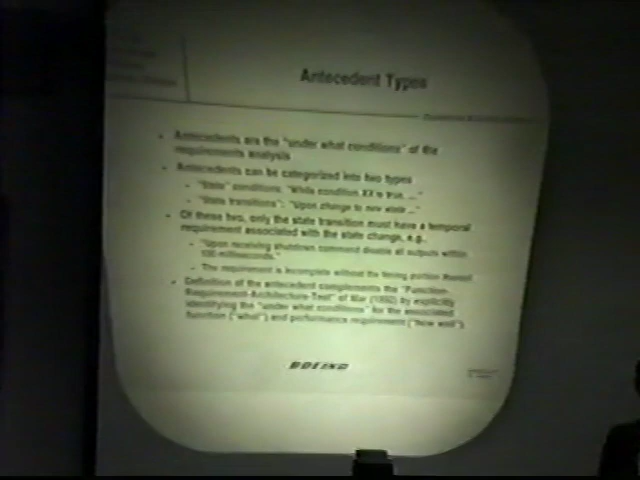 Antecedent Types
• Antecedents are the "under what conditions" of the
requirements analysis
• Antecedents can be categorized into two types
• "State" conditions: "While condition XX is true, ..."
• "State transitions": "Upon change to new state ..."
• Of these two, only the state transition must have a temporal
requirement associated with the state change, e.g.,
• "Upon receiving shutdown command disable all outputs within
100 milliseconds."
• The requirement is incomplete without the timing portion
• Definition of the antecedent complements the "Function-
Requirement-Architecture-Test" of (1992) by explicitly
identifying the "under what conditions" for the associated
function ("what") and performance requirement ("how well")
BOEING